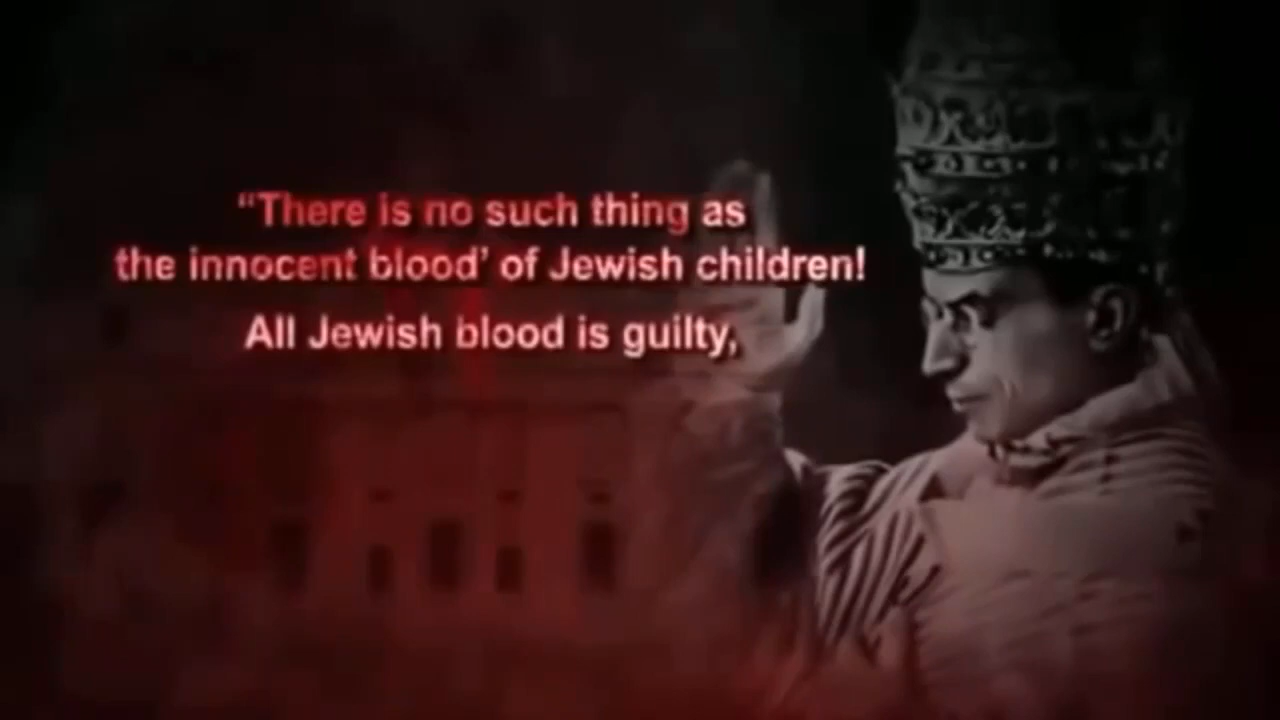 “There is no such thing as
the innocent blood’ of Jewish children!
All Jewish blood is guilty,